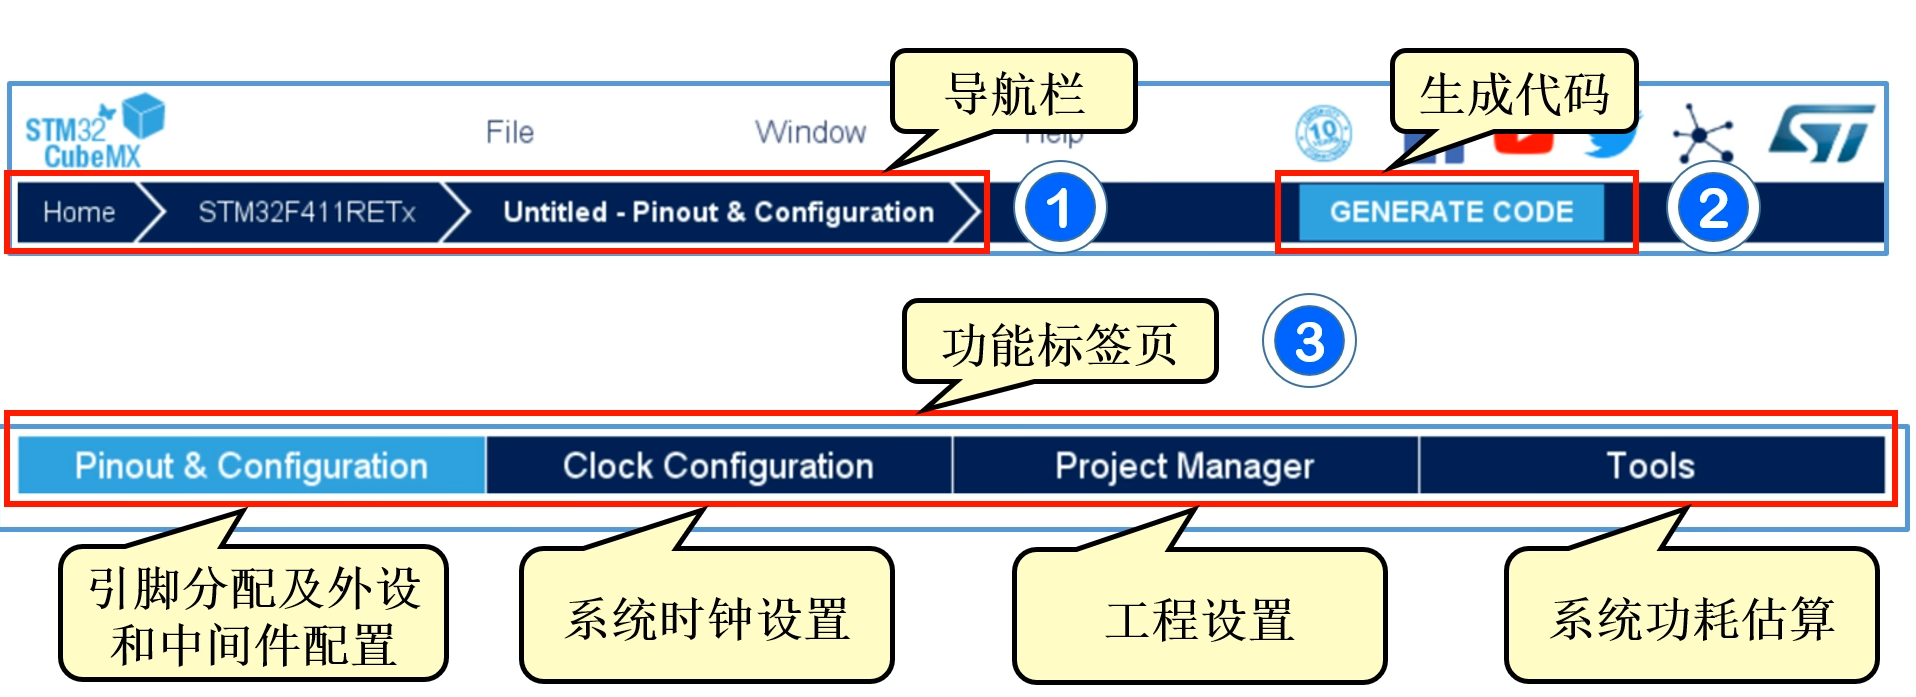 导航栏
生成代码
STM32
CubeMX
File
Window
Help
10
ST
Home
STM32F411RETx
Untitled - Pinout & Configuration
1
GENERATE CODE
2
功能标签页
3
Pinout & Configuration
Clock Configuration
Project Manager
Tools
引脚分配及外设
和中间件配置
系统时钟设置
工程设置
系统功耗估算